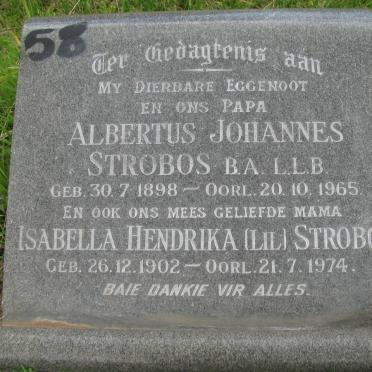 58
Ter Gedagtenis aan
MY DIERBARE EGGENOOT
EN ONS PAPA
ALBERTUS JOHANNES
STROBOS B.A. L.L.B.
GEB. 30.7.1898 — OORL. 20.10.1965.
EN OOK ONS MEES GELIEFDE MAMA
ISABELLA HENDRIKA (LIL) STROBO
GEB. 26.12.1902 — OORL. 21.7.1974.
BAIE DANKIE VIR ALLES.